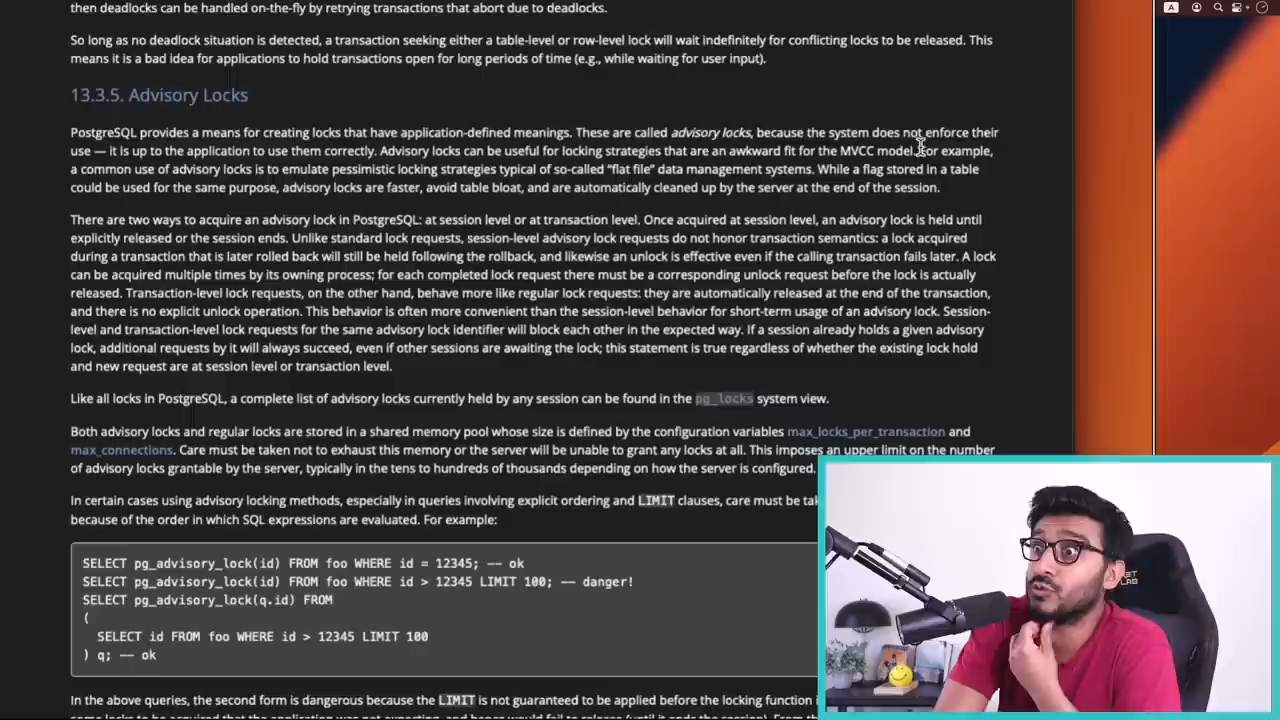 then deadlocks can be handled on-the-fly by retrying transactions that abort due to deadlocks.
So long as no deadlock situation is detected, a transaction seeking either a table-level or row-level lock will wait indefinitely for conflicting locks to be released. This
means it is a bad idea for applications to hold transactions open for long periods of time (e.g., while waiting for user input).
13.3.5. Advisory Locks
PostgreSQL provides a means for creating locks that have application-defined meanings. These are called advisory locks, because the system does not enforce their
use — it is up to the application to use them correctly. Advisory locks can be useful for locking strategies that are an awkward fit for the MVCC model. For example,
a common use of advisory locks is to emulate pessimistic locking strategies typical of so-called “flat file” data management systems. While a flag stored in a table
could be used for the same purpose, advisory locks are faster, avoid table bloat, and are automatically cleaned up by the server at the end of the session.
There are two ways to acquire an advisory lock in PostgreSQL: at session level or at transaction level. Once acquired at session level, an advisory lock is held until
explicitly released or the session ends. Unlike standard lock requests, session-level advisory lock requests do not honor transaction semantics: a lock acquired
during a transaction that is later rolled back will still be held following the rollback, and likewise an unlock is effective even if the calling transaction fails later. A lock
can be acquired multiple times by its owning process; for each completed lock request there must be a corresponding unlock request before the lock is actually
released. Transaction-level lock requests, on the other hand, behave more like regular lock requests: they are automatically released at the end of the transaction,
and there is no explicit unlock operation. This behavior is often more convenient than the session-level behavior for short-term usage of an advisory lock. Session-
level and transaction-level lock requests for the same advisory lock identifier will block each other in the expected way. If a session already holds a given advisory
lock, additional requests by it will always succeed, even if other sessions are awaiting the lock; this statement is true regardless of whether the existing lock hold
and new request are at session level or transaction level.
Like all locks in PostgreSQL, a complete list of advisory locks currently held by any session can be found in the pg_locks system view.
Both advisory locks and regular locks are stored in a shared memory pool whose size is defined by the configuration variables max_locks_per_transaction and
max_connections. Care must be taken not to exhaust this memory or the server will be unable to grant any locks at all. This imposes an upper limit on the number
of advisory locks grantable by the server, typically in the tens to hundreds of thousands depending on how the server is configured.
In certain cases using advisory locking methods, especially in queries involving explicit ordering and LIMIT clauses, care must be tak
because of the order in which SQL expressions are evaluated. For example:
SELECT pg_advisory_lock(id) FROM foo WHERE id = 12345; -- ok
SELECT pg_advisory_lock(id) FROM foo WHERE id > 12345 LIMIT 100; -- danger!
SELECT pg_advisory_lock(q.id) FROM
(
SELECT id FROM foo WHERE id > 12345 LIMIT 100
) q; -- ok
In the above queries, the second form is dangerous because the LIMIT is not guaranteed to be applied before the locking function i